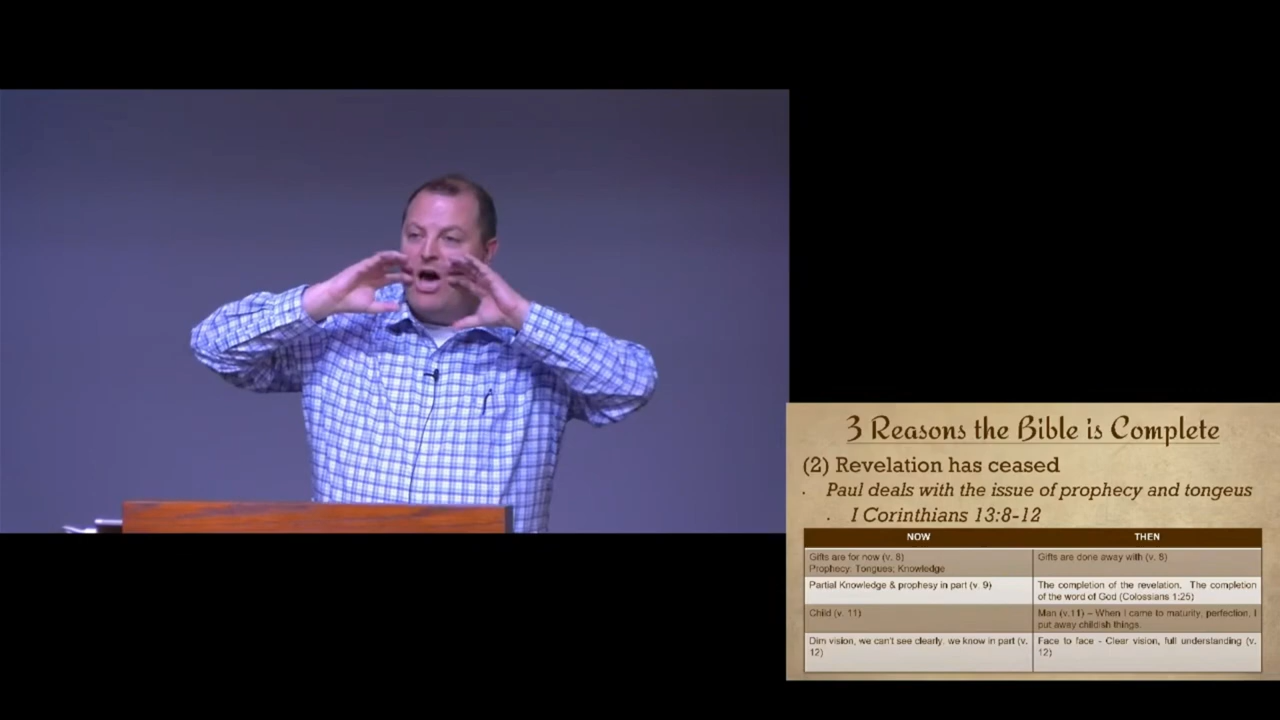 3 Reasons the Bible is Complete
(2) Revelation has ceased
· Paul deals with the issue of prophecy and tongeus
· I Corinthians 13:8-12
NOW
THEN
Gifts are for now (v. 8)
Prophecy; Tongues; Knowledge
Gifts are done away with (v. 8)
Partial Knowledge & prophesy in part (v. 9)
The completion of the revelation. The completion
of the word of God (Colossians 1:25)
Child (v. 11)
Man (v.11) – When I came to maturity, perfection, I
put away childish things.
Dim vision, we can't see clearly, we know in part (v.
12)
Face to face - Clear vision, full understanding (v.
12)